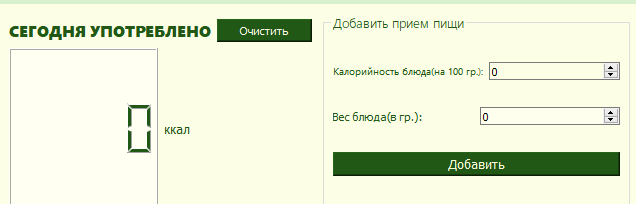 СЕГОДНЯ УПОТРЕБЛЕНО
Очистить
0
ккал
Добавить прием пищи
Калорийность блюда(на 100 гр.):
0
Вес блюда(в гр.):
0
Добавить